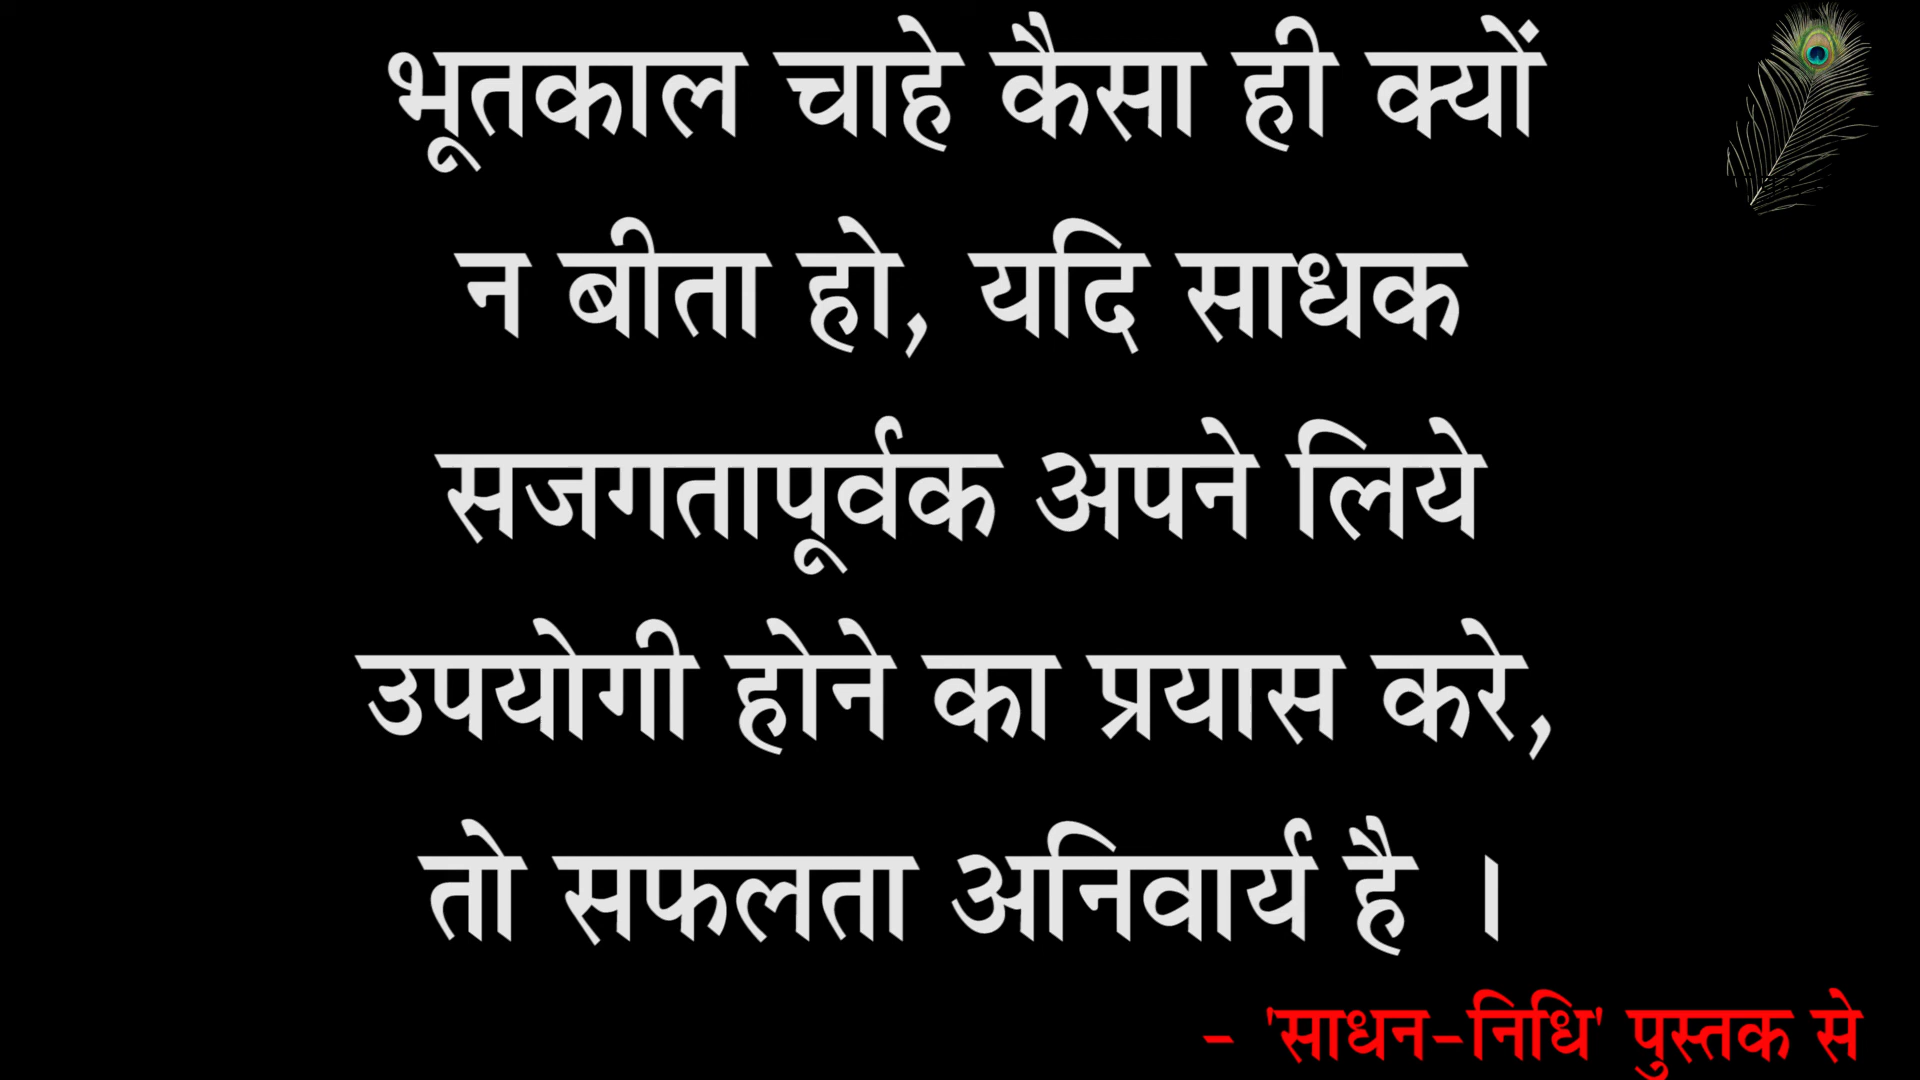 भूतकाल चाहे कैसा ही क्यों
न बीता हो, यदि साधक
सजगतापूर्वक अपने लिये
उपयोगी होने का प्रयास करे,
तो सफलता अनिवार्य है ।
- 'साधन-निधि' पुस्तक से